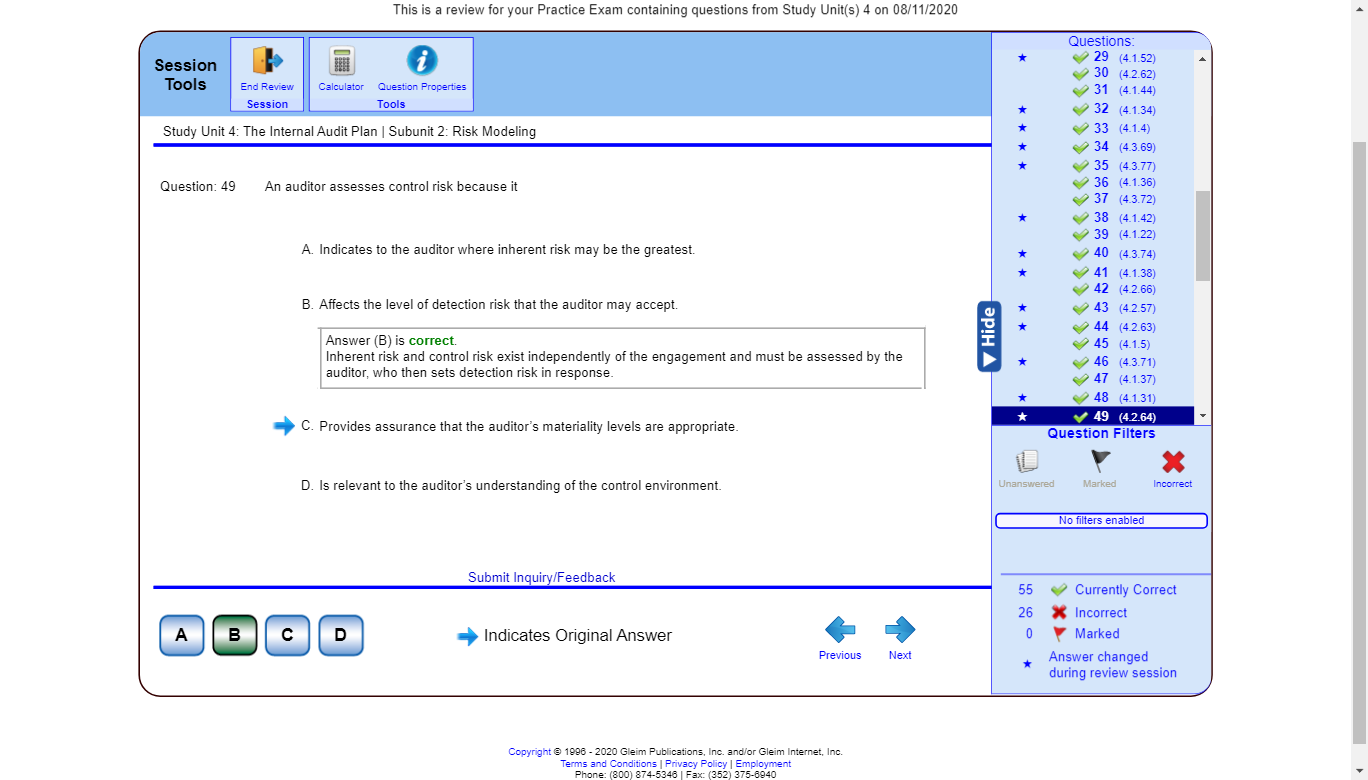 This is a review for your Practice Exam containing questions from Study Unit(s) 4 on 08/11/2020
Session
Tools
End Review
Session
Calculator
Question Properties
Tools
Study Unit 4: The Internal Audit Plan | Subunit 2: Risk Modeling
Question: 49 An auditor assesses control risk because it
A. Indicates to the auditor where inherent risk may be the greatest.
B. Affects the level of detection risk that the auditor may accept.
Answer (B) is correct.
Inherent risk and control risk exist independently of the engagement and must be assessed by the
auditor, who then sets detection risk in response.
C. Provides assurance that the auditor's materiality levels are appropriate.
D. Is relevant to the auditor's understanding of the control environment.
Submit Inquiry/Feedback
A B C D
Indicates Original Answer
Previous
Next
Hide
Questions:
29 (4.1.52)
30 (4.2.62)
31 (4.1.44)
32 (4.1.34)
33 (4.1.4)
34 (4.3.69)
35 (4.3.77)
36 (4.1.36)
37 (4.3.72)
38 (4.1.42)
39 (4.1.22)
40 (4.3.74)
41 (4.1.38)
42 (4.2.66)
43 (4.2.57)
44 (4.2.63)
45 (4.1.5)
46 (4.3.71)
47 (4.1.37)
48 (4.1.31)
49 (4.2.64)
Question Filters
Unanswered
Marked
Incorrect
No filters enabled
55 Currently Correct
26 Incorrect
0 Marked
Answer changed
during review session
Copyright © 1996 - 2020 Gleim Publications, Inc. and/or Gleim Internet, Inc.
Terms and Conditions | Privacy Policy | Employment
Phone: (800) 874-5346 | Fax: (352) 375-6940